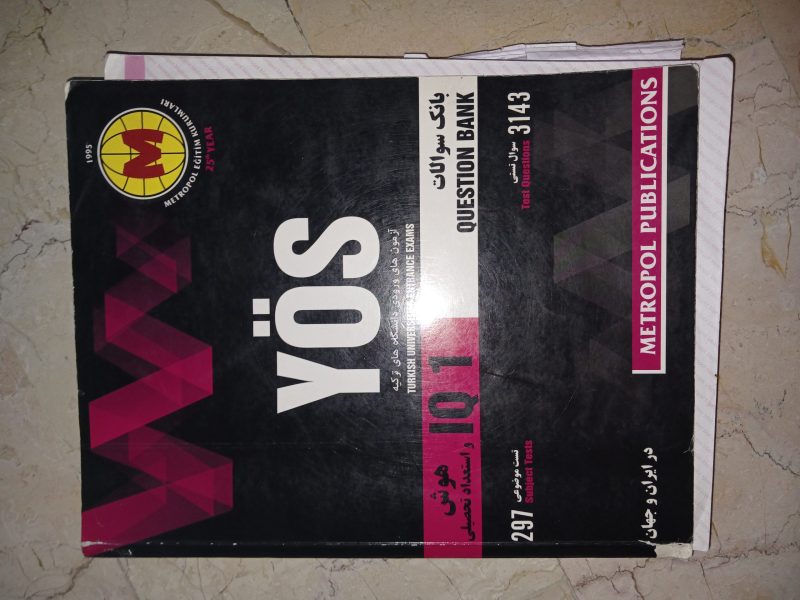 1995
METROPOL EĞİTİM KURUMLARI
25th YEAR
M
YÖS
آزمون های ورودی دانشگاه های ترکیه
TURKISH UNIVERSITY ENTRANCE EXAMS
هوش
و استعداد تحصیلی
IQ 1
بانک سوالات
QUESTION BANK
297 تست موضوعی
Subject Tests
3143 سوال تستی
Test Questions
در ایران و جهان
METROPOL PUBLICATIONS